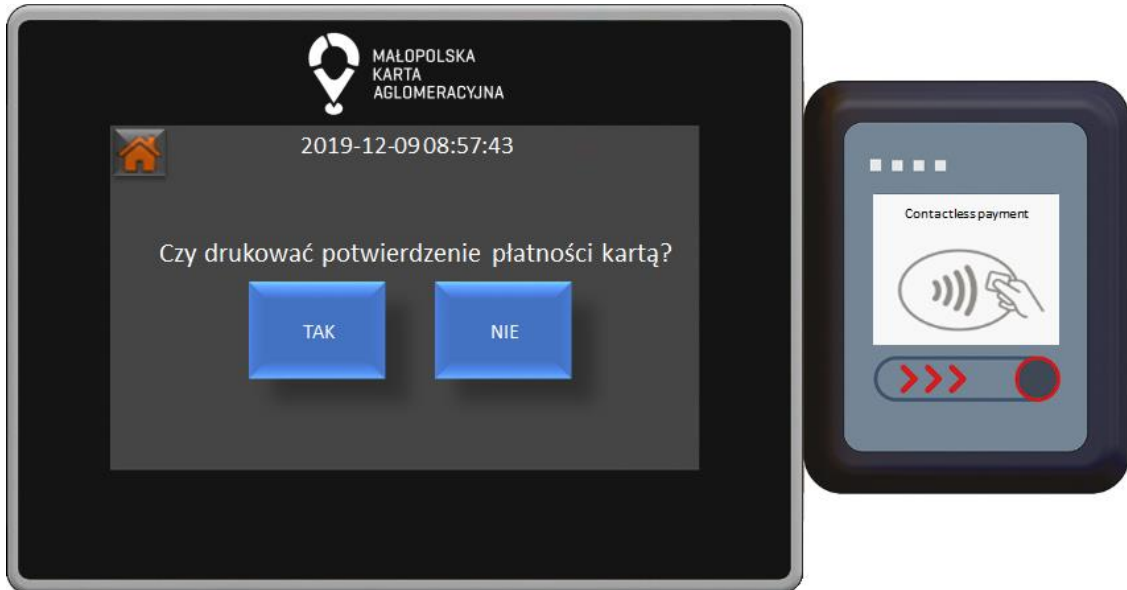 MAŁOPOLSKA
KARTA
AGLOMERACYJNA
2019-12-09 08:57:43
Czy drukować potwierdzenie płatności kartą?
TAK
NIE
Contactless payment